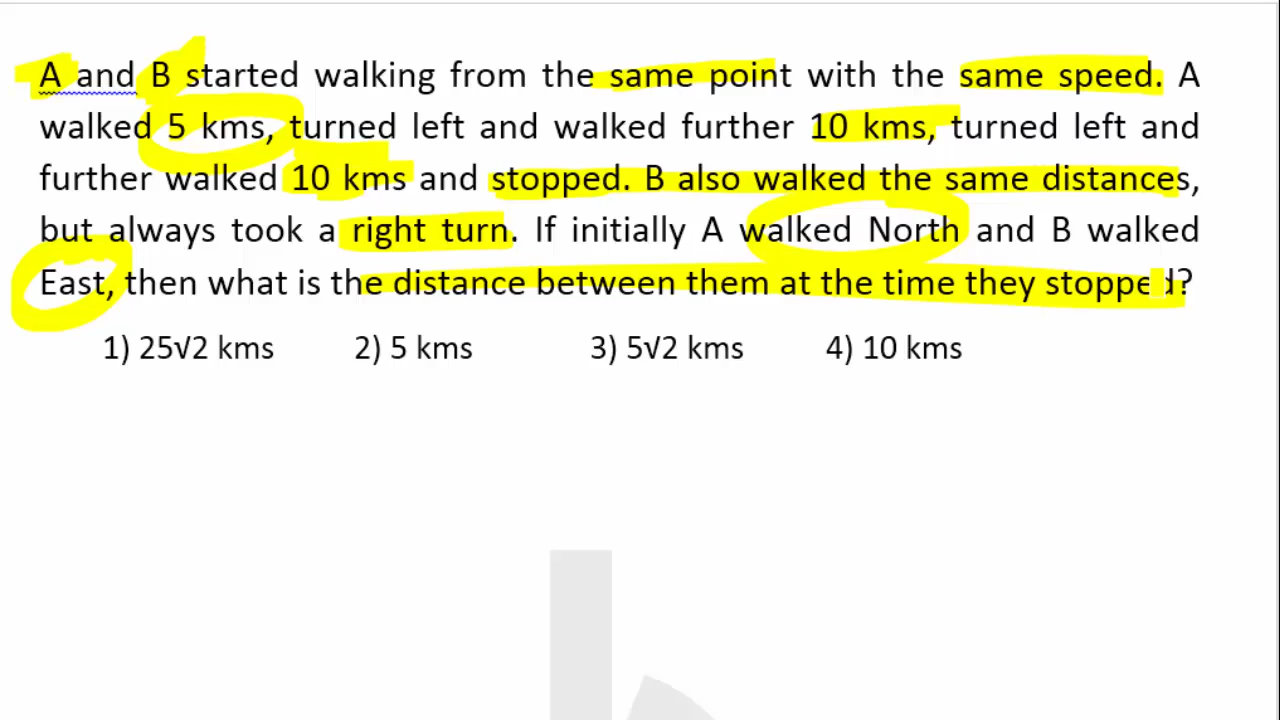 A and B started walking from the same point with the same speed. A
walked 5 kms, turned left and walked further 10 kms, turned left and
further walked 10 kms and stopped. B also walked the same distances,
but always took a right turn. If initially A walked North and B walked
East, then what is the distance between them at the time they stopped?
1) 25√2 kms 2) 5 kms 3) 5√2 kms 4) 10 kms